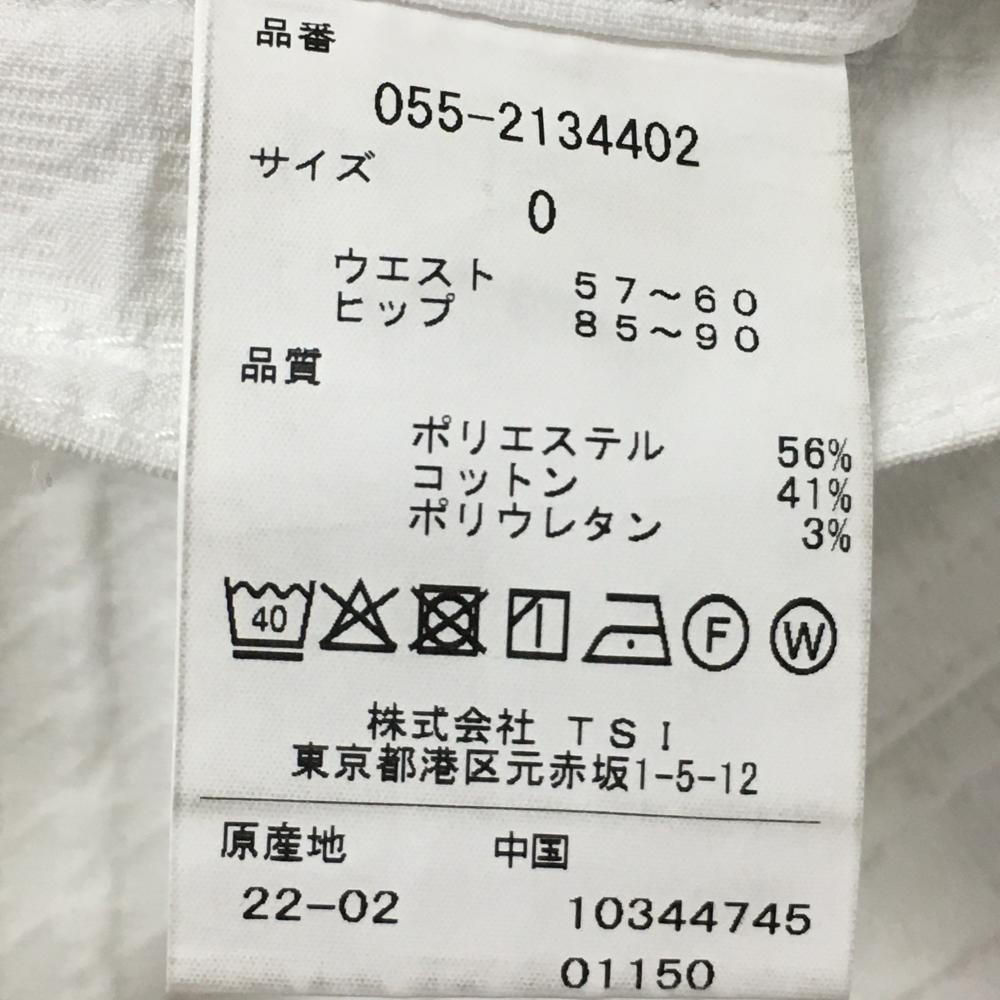 品番
055-2134402
サイズ
0
ウエスト 57～60
ヒップ 85～90
品質
ポリエステル 56%
コットン 41%
ポリウレタン 3%
40 F W
株式会社 TSI
東京都港区元赤坂1-5-12
原産地 中国
22-02 10344745
01150